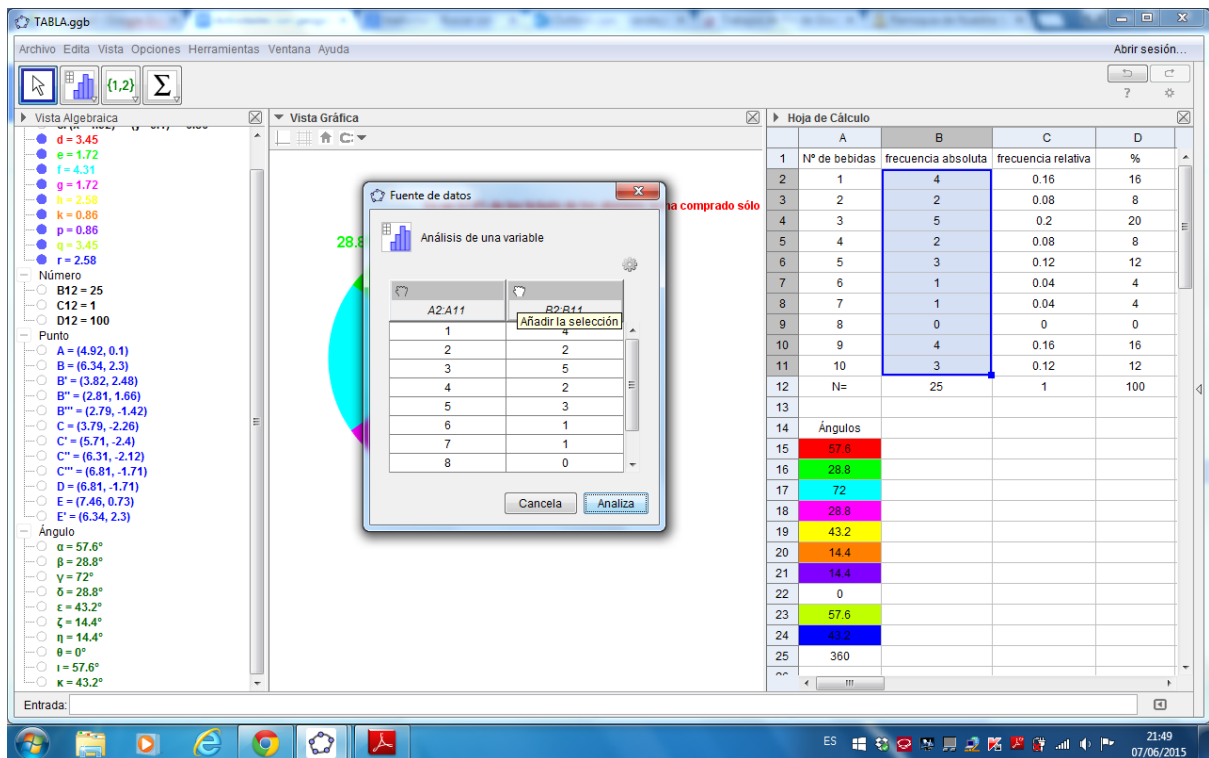 TABLA.ggb
Archivo Edita Vista Opciones Herramientas Ventana Ayuda
Abrir sesión...
{1,2} Σ
?
Vista Algebraica
d = 3.45
e = 1.72
f = 4.31
g = 1.72
h = 2.58
k = 0.86
p = 0.86
q = 3.45
r = 2.58
Número
B12 = 25
C12 = 1
D12 = 100
Punto
A = (4.92, 0.1)
B = (6.34, 2.3)
B' = (3.82, 2.48)
B'' = (2.81, 1.66)
B''' = (2.79, -1.42)
C = (3.79, -2.26)
C' = (5.71, -2.4)
C'' = (6.31, -2.12)
C''' = (6.81, -1.71)
D = (6.81, -1.71)
E = (7.46, 0.73)
E' = (6.34, 2.3)
Ángulo
α = 57.6°
β = 28.8°
γ = 72°
δ = 28.8°
ε = 43.2°
ζ = 14.4°
η = 14.4°
θ = 0°
ι = 57.6°
κ = 43.2°
Vista Gráfica
ha comprado sólo
28.8
Fuente de datos
Análisis de una variable
A2:A11 B2:B11
Añadir la selección
1 4
2 2
3 5
4 2
5 3
6 1
7 1
8 0
Cancela Analiza
Hoja de Cálculo
A B C D
1 Nº de bebidas frecuencia absoluta frecuencia relativa %
2 1 4 0.16 16
3 2 2 0.08 8
4 3 5 0.2 20
5 4 2 0.08 8
6 5 3 0.12 12
7 6 1 0.04 4
8 7 1 0.04 4
9 8 0 0 0
10 9 4 0.16 16
11 10 3 0.12 12
12 N= 25 1 100
13
14 Ángulos
15 57.6
16 28.8
17 72
18 28.8
19 43.2
20 14.4
21 14.4
22 0
23 57.6
24 43.2
25 360
Entrada:
ES
21:49
07/06/2015